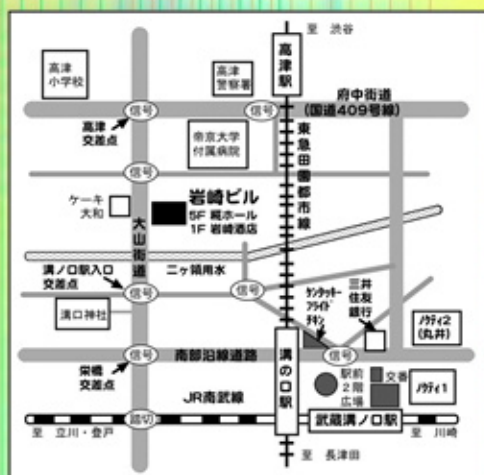 至 渋谷
高津駅
高津
小学校
高津
警察署
府中街道
(国道409号線)
信号
信号
高津
交差点
帝京大学
付属病院
東急田園都市線
信号
ケーキ
大和
岩崎ビル
5F 縦ホール
1F 岩崎酒店
大山街道
溝ノ口駅入口
交差点
二ヶ領用水
信号
信号
ケンタッキー
フライド
チキン
三井
住友
銀行
溝口神社
ノクティ2
(丸井)
信号
南部沿線道路
信号
栄橋
交差点
溝の口駅
駅前
2階
広場
交番
ノクティ1
JR南武線
踏切
武蔵溝ノ口駅
至 立川・登戸
至 川崎
至 長津田